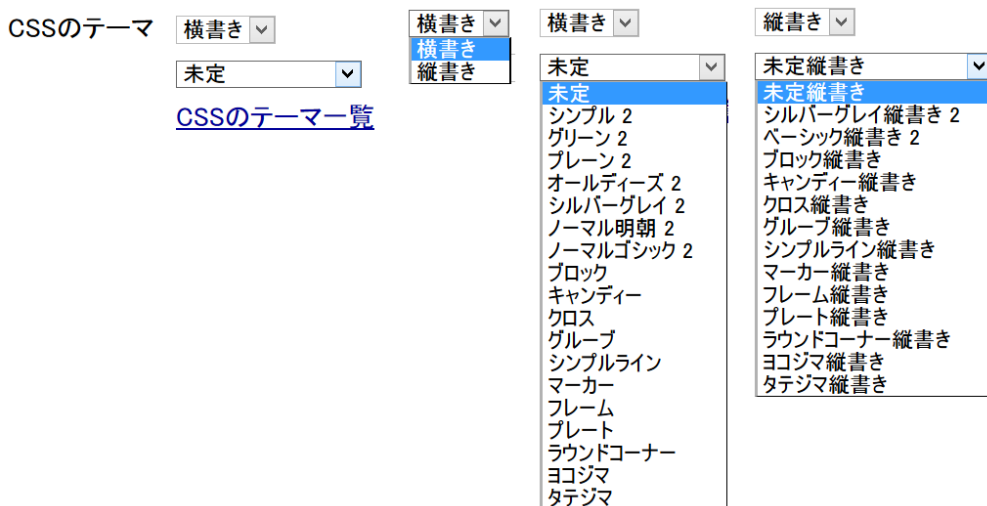 CSSのテーマ
横書き
未定
CSSのテーマ一覧
横書き
横書き
縦書き
横書き
未定
未定
シンプル 2
グリーン 2
プレーン 2
オールディーズ 2
シルバーグレイ 2
ノーマル明朝 2
ノーマルゴシック 2
ブロック
キャンディー
クロス
グルーブ
シンプルライン
マーカー
フレーム
プレート
ラウンドコーナー
ヨコジマ
タテジマ
縦書き
未定縦書き
未定縦書き
シルバーグレイ縦書き 2
ベーシック縦書き 2
ブロック縦書き
キャンディー縦書き
クロス縦書き
グルーブ縦書き
シンプルライン縦書き
マーカー縦書き
フレーム縦書き
プレート縦書き
ラウンドコーナー縦書き
ヨコジマ縦書き
タテジマ縦書き